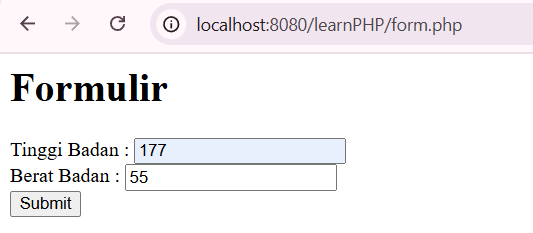 localhost:8080/learnPHP/form.php
Formulir
Tinggi Badan : 177
Berat Badan : 55
Submit